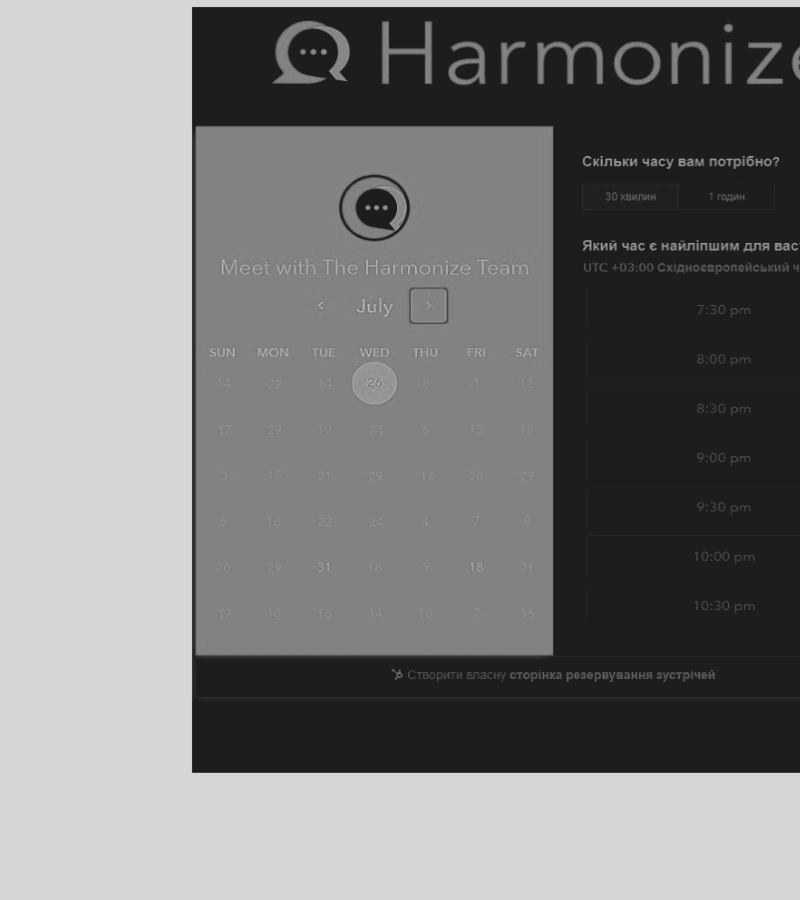 Harmonize
Meet with The Harmonize Team
July
SUN MON TUE WED THU FRI SAT
14 22 14 26 8 1 12
17 29 19 24 6 13 19
3 15 21 29 17 28 29
6 18 22 24 4 7 8
20 29 31 18 9 18 21
17 13 18 14 18 7 16
Скільки часу вам потрібно?
30 хвилин 1 годин
Який час є найліпшим для вас
UTC +03:00 Східноєвропейський ч
7:30 pm
8:00 pm
8:30 pm
9:00 pm
9:30 pm
10:00 pm
10:30 pm
Створити власну сторінка резервування зустрічей